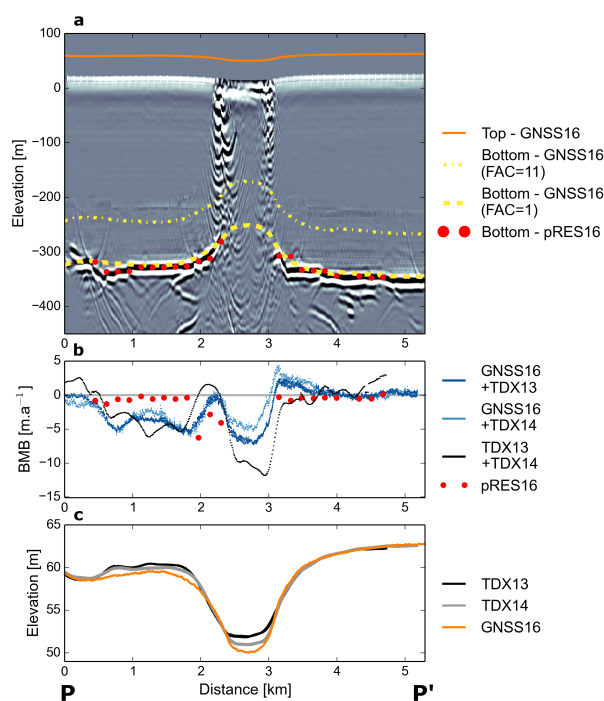 a
100
0
−100
−200
−300
−400
Elevation [m]
0 1 2 3 4 5
Top - GNSS16
Bottom - GNSS16
(FAC=11)
Bottom - GNSS16
(FAC=1)
Bottom - pRES16
b
5
0
−5
−10
−15
BMB [m.a⁻¹]
0 1 2 3 4 5
GNSS16
+TDX13
GNSS16
+TDX14
TDX13
+TDX14
pRES16
c
65
60
55
50
Elevation [m]
0 1 2 3 4 5
TDX13
TDX14
GNSS16
P Distance [km] P'